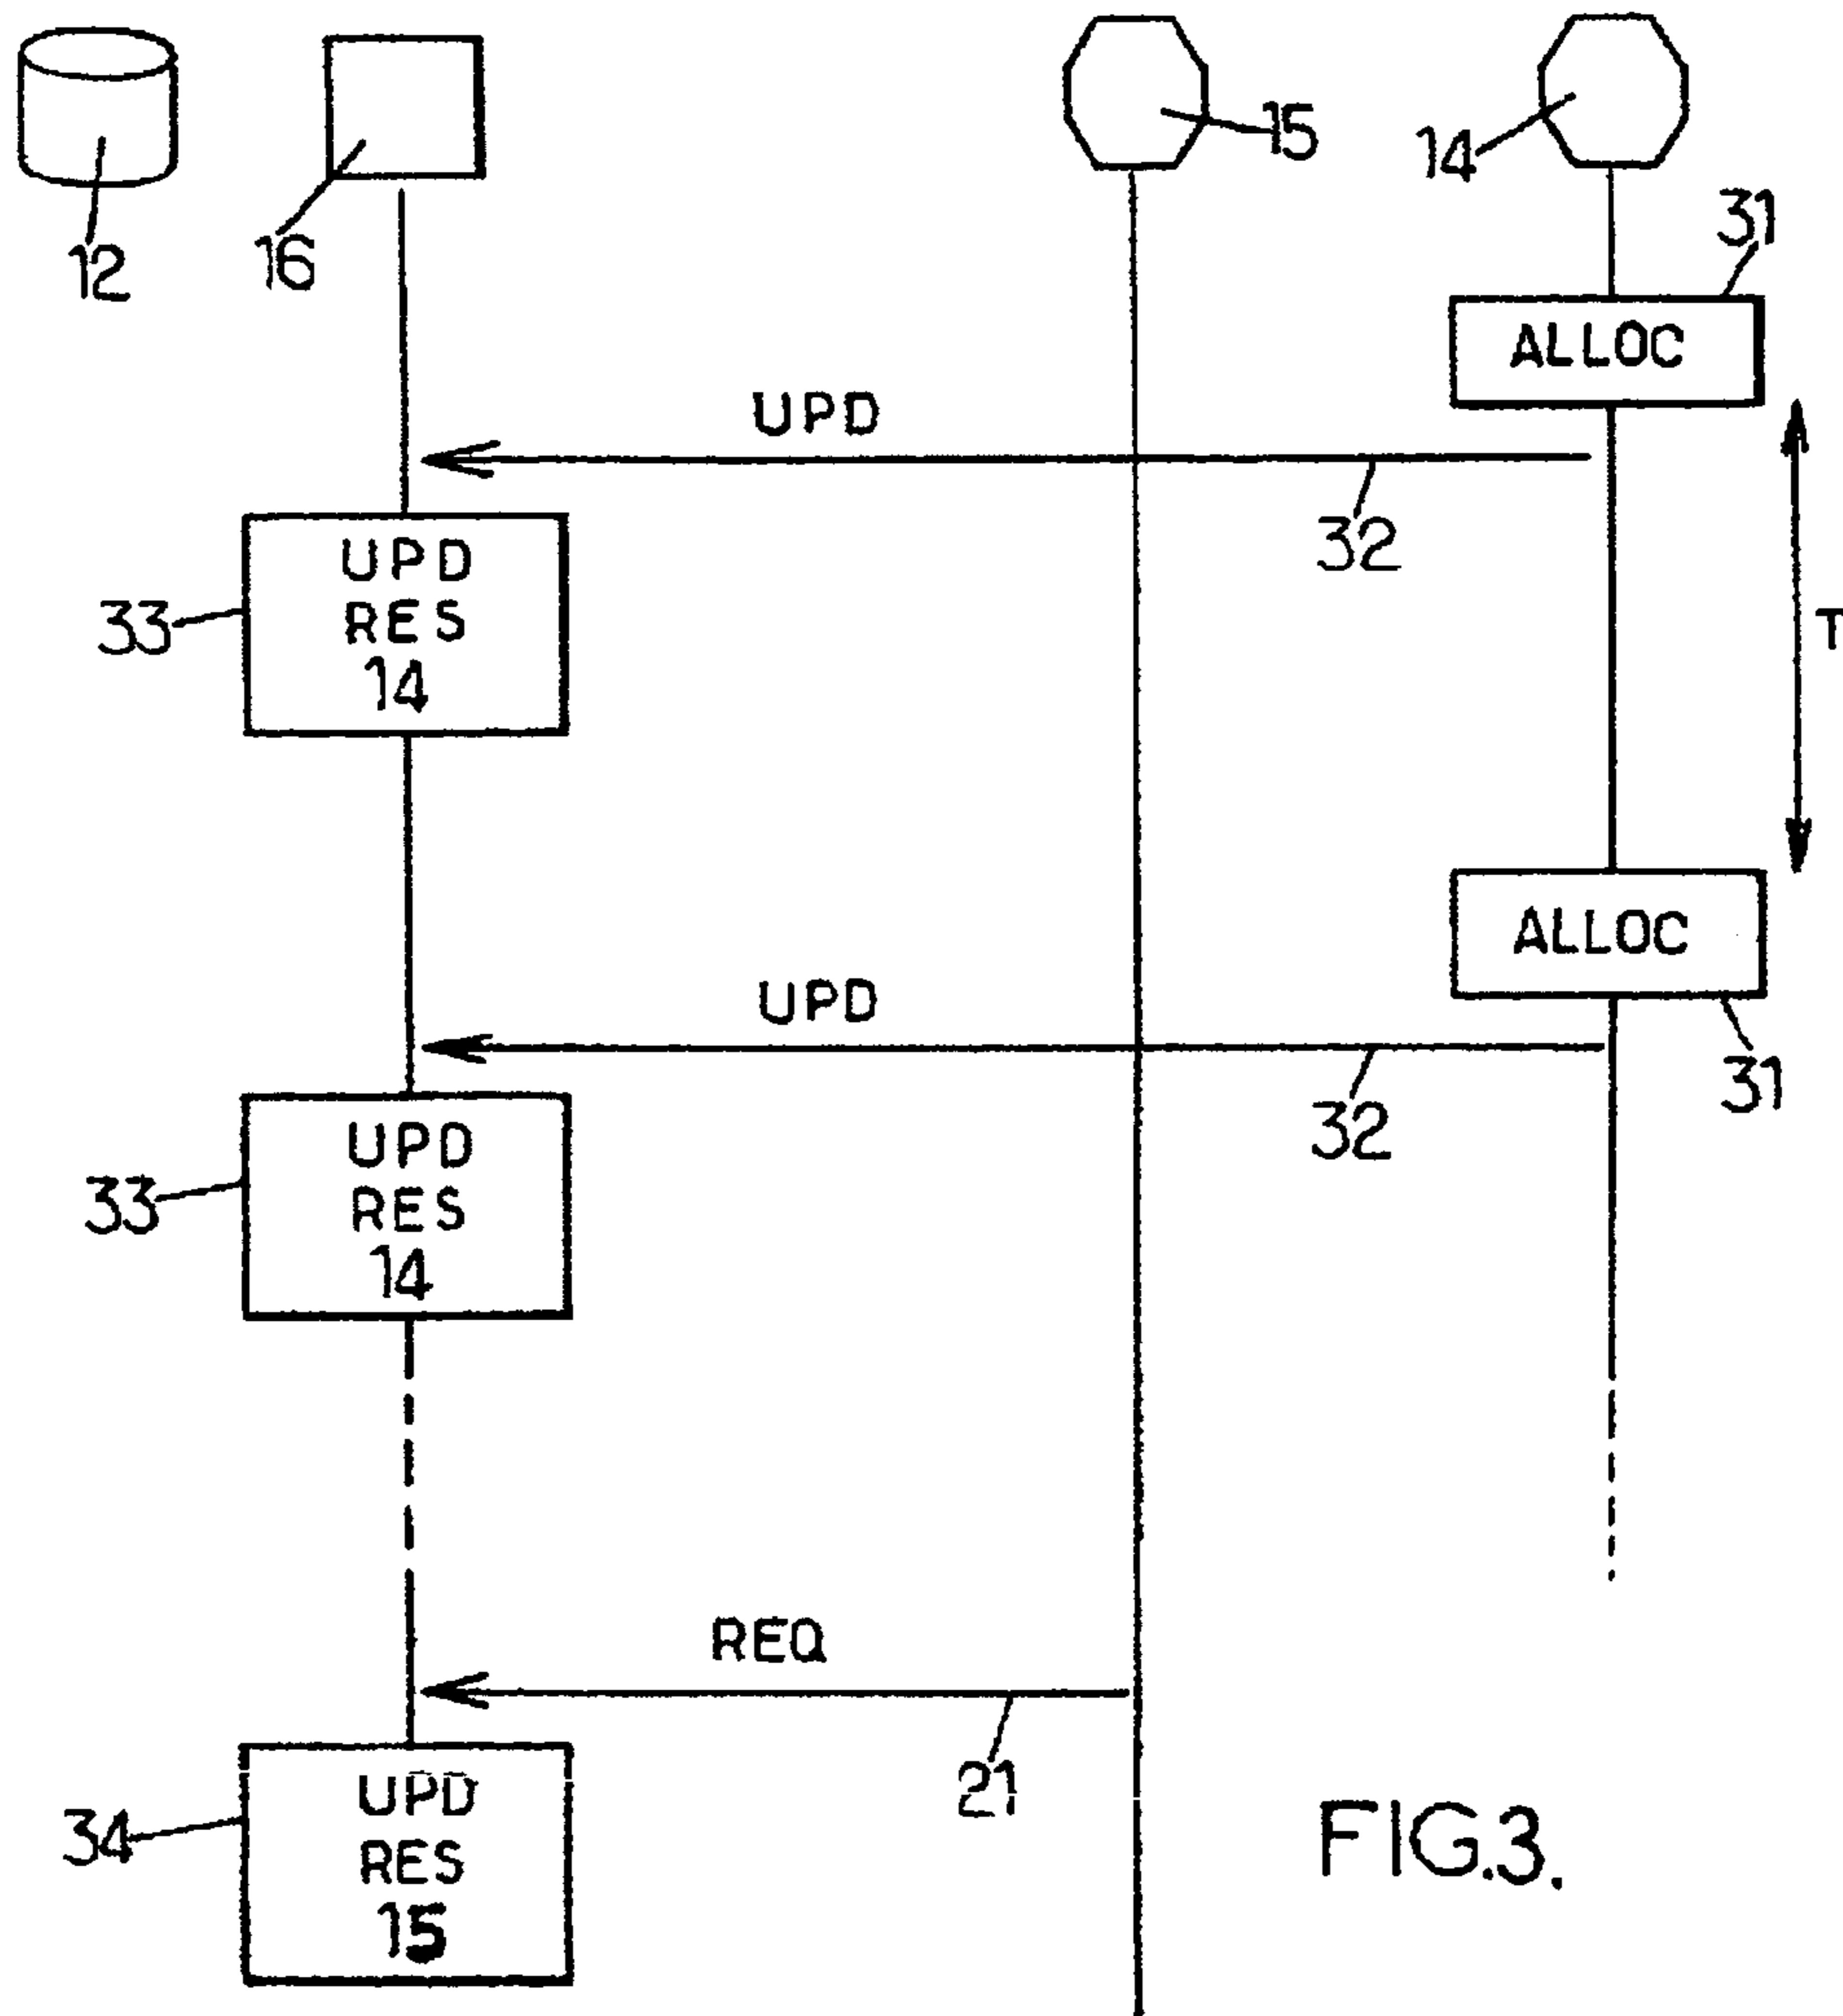 15
14
31
12
16
ALLOC
UPD
32
T
UPD
RES
14
33
ALLOC
UPD
31
32
UPD
RES
14
33
REQ
21
UPD
RES
15
34
FIG.3.